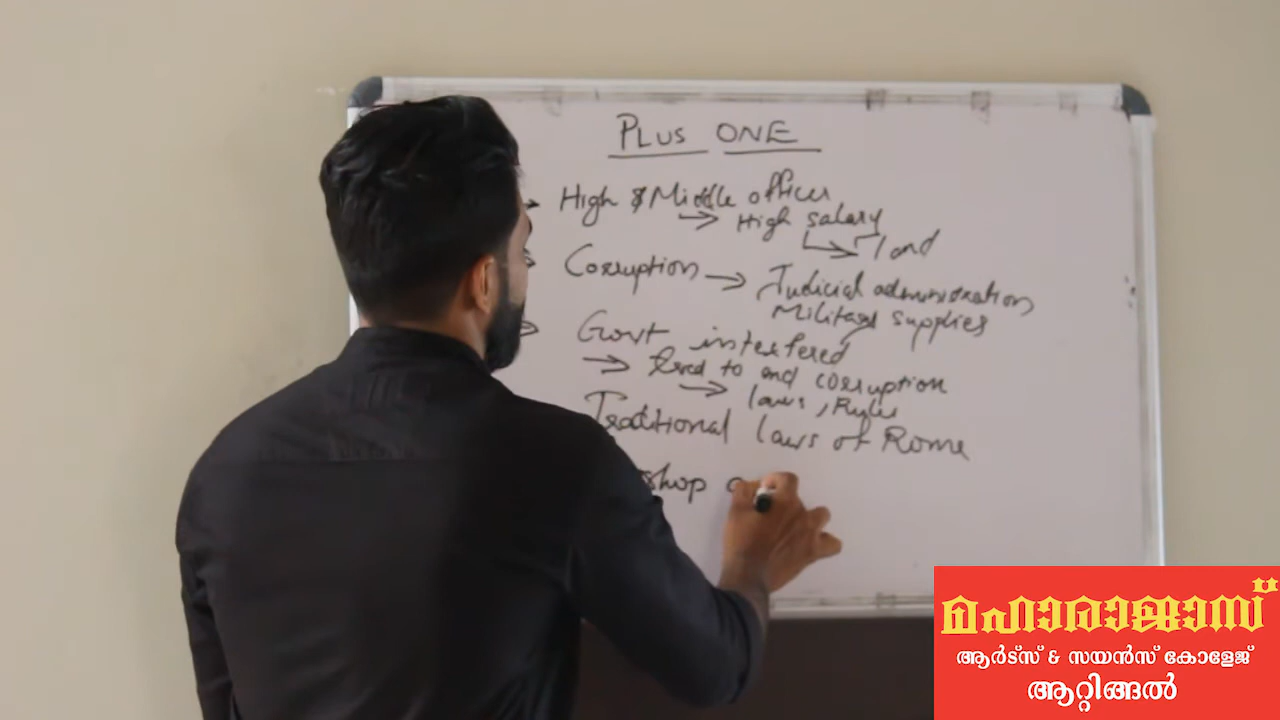 PLUS ONE
→ High & Middle officer
→ High salary
↳ land
Corruption → Judicial administration
Military supplies
Govt interfered
→ tried to end corruption
→ laws, Rules
Traditional laws of Rome
shop
മഹാരാജാസ്
ആർട്സ് & സയൻസ് കോളേജ്
ആറ്റിങ്ങൽ